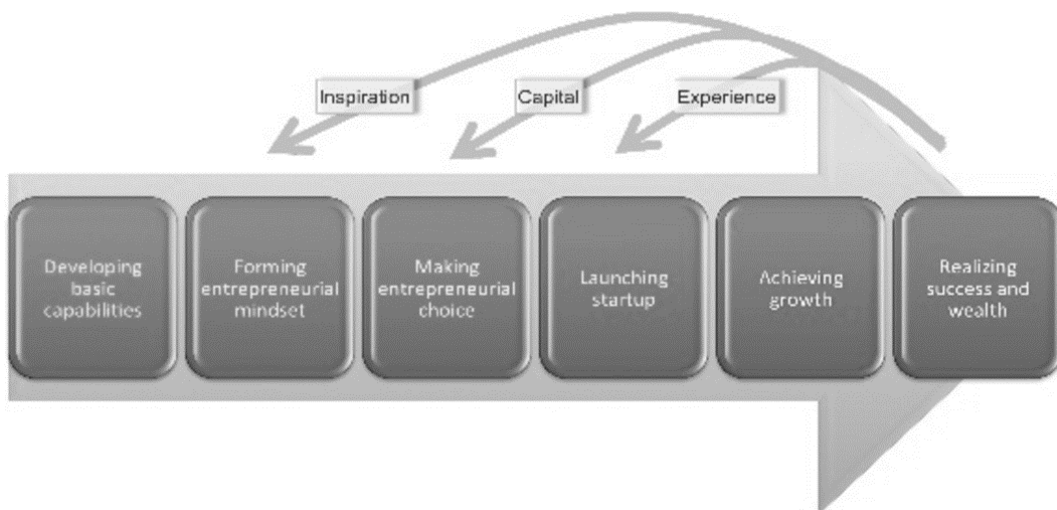 Inspiration
Capital
Experience
Developing
basic
capabilities
Forming
entrepreneurial
mindset
Making
entrepreneurial
choice
Launching
startup
Achieving
growth
Realizing
success and
wealth